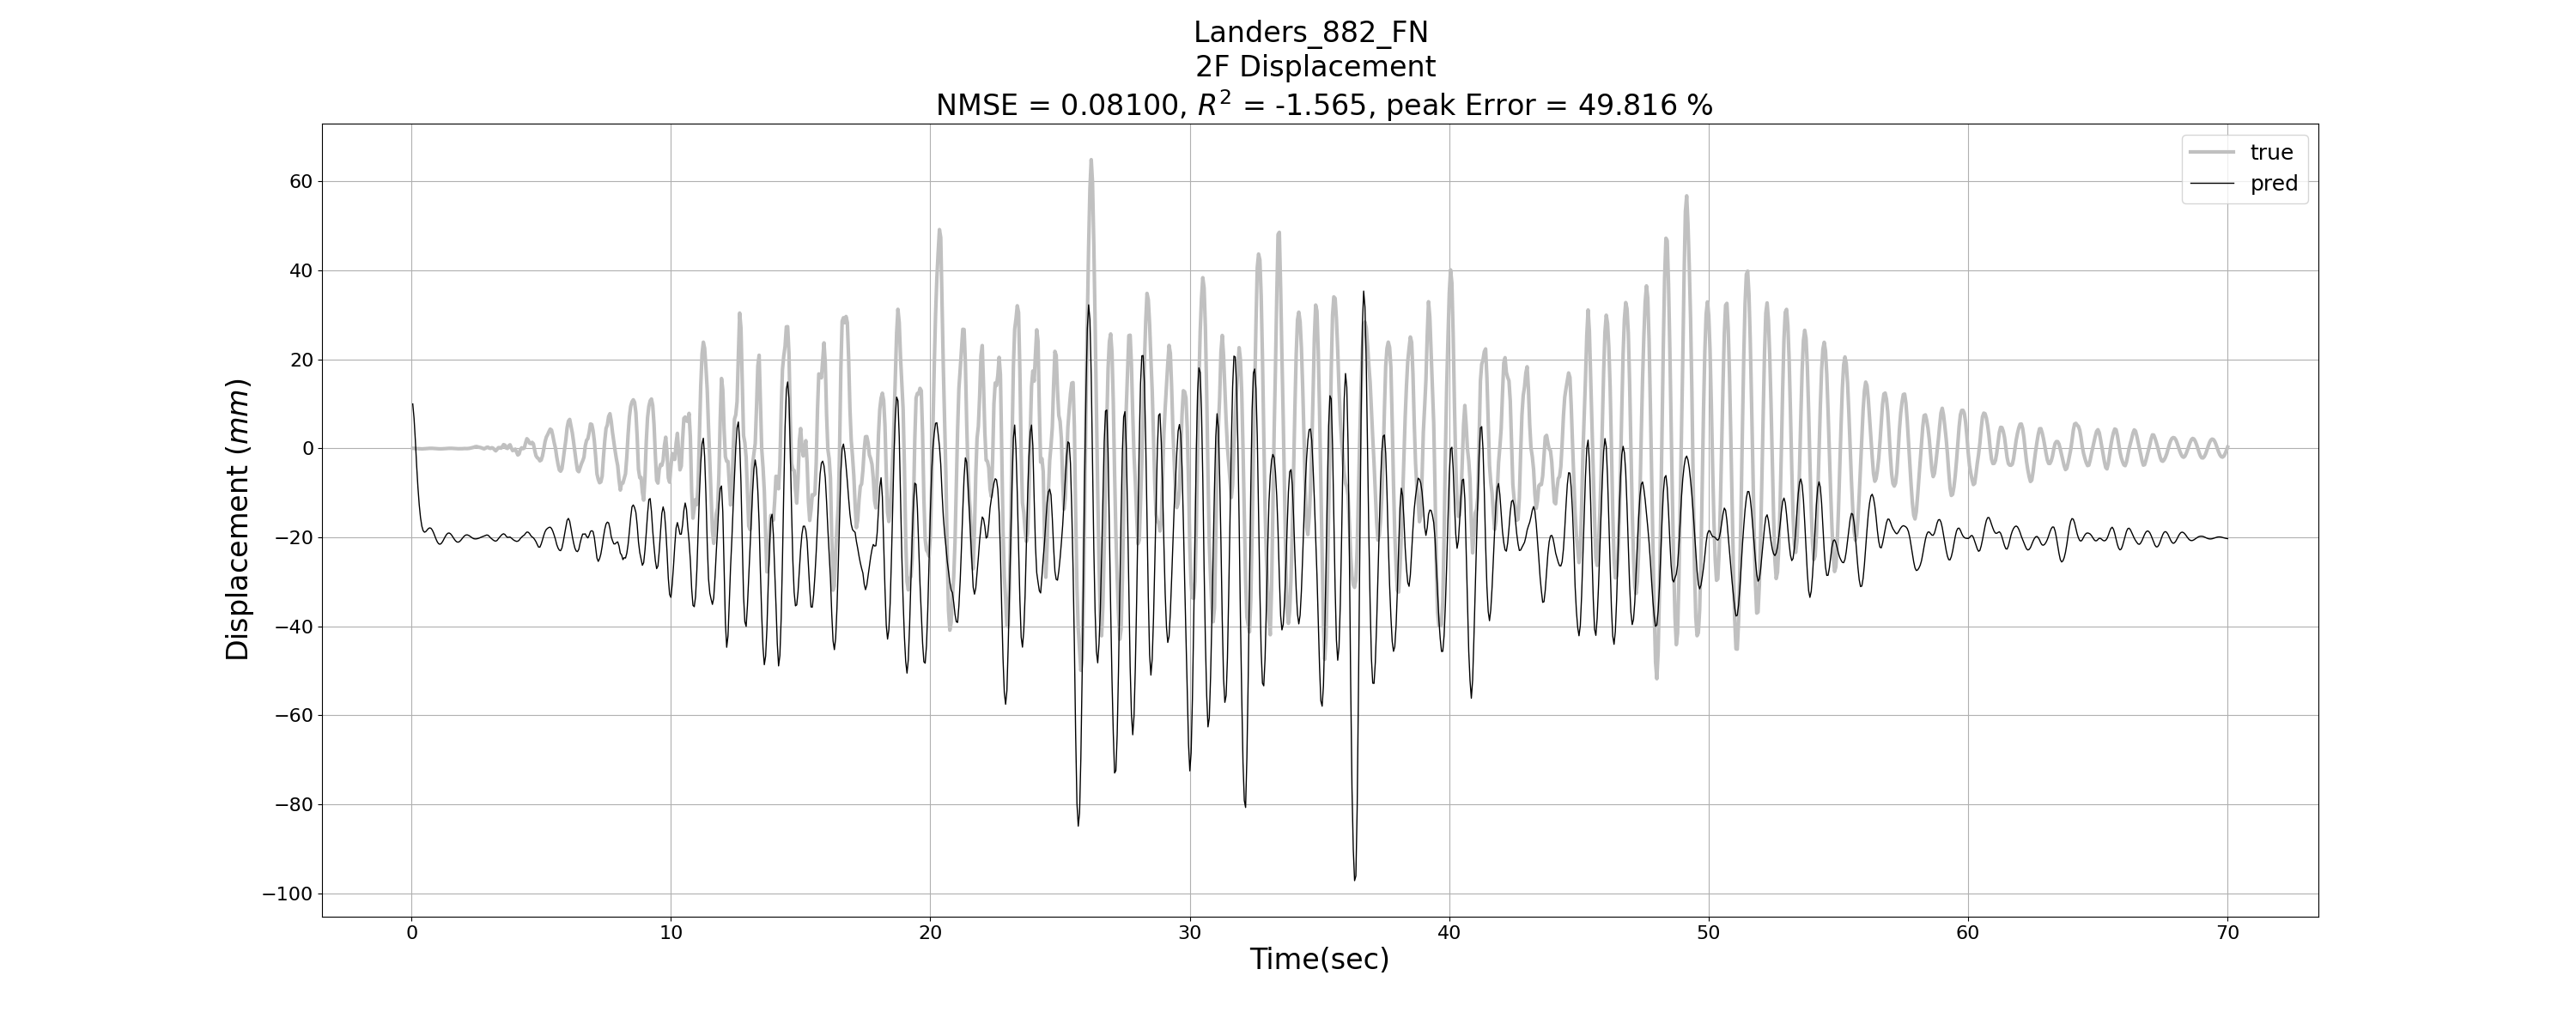 Landers_882_FN
2F Displacement
NMSE = 0.08100, R² = -1.565, peak Error = 49.816 %
true
pred
60
40
20
0
−20
−40
−60
−80
−100
Displacement (mm)
0 10 20 30 40 50 60 70
Time(sec)